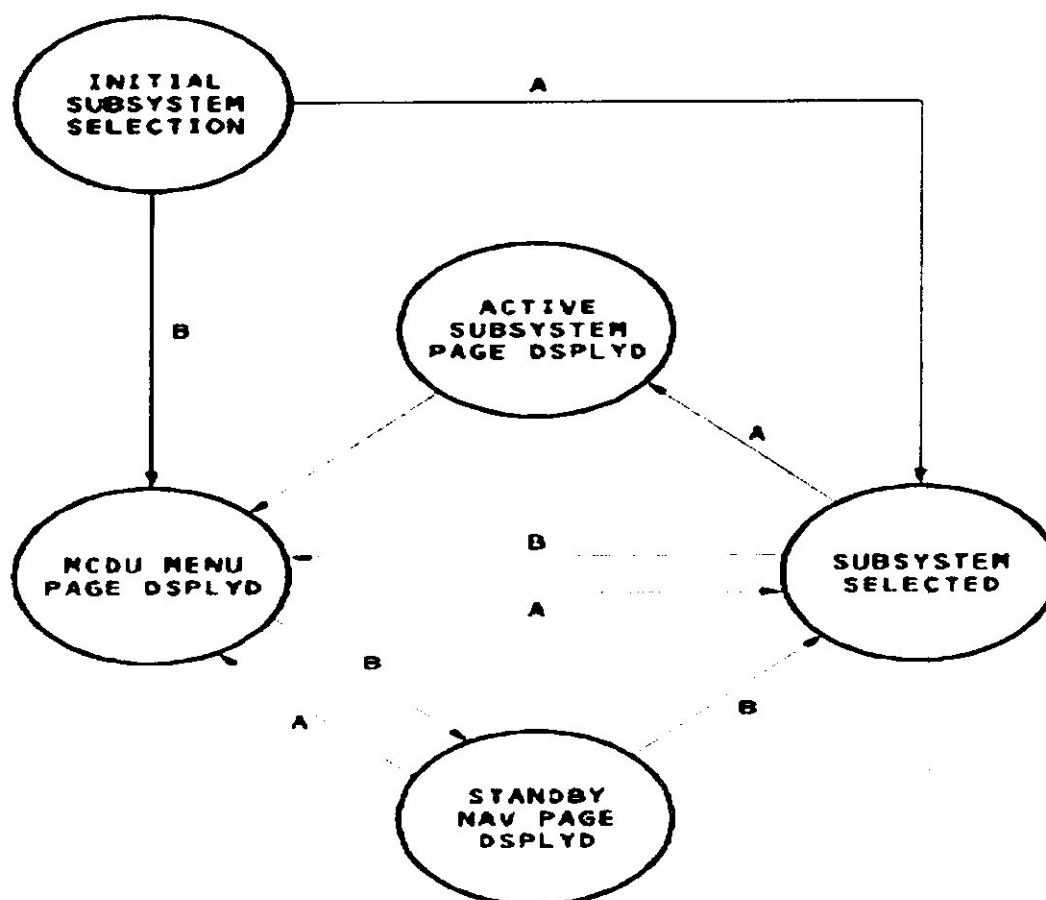 INITIAL
SUBSYSTEM
SELECTION
A
B
ACTIVE
SUBSYSTEM
PAGE DSPLYD
A
MCDU MENU
PAGE DSPLYD
B
A
SUBSYSTEM
SELECTED
B
A
B
STANDBY
NAV PAGE
DSPLYD